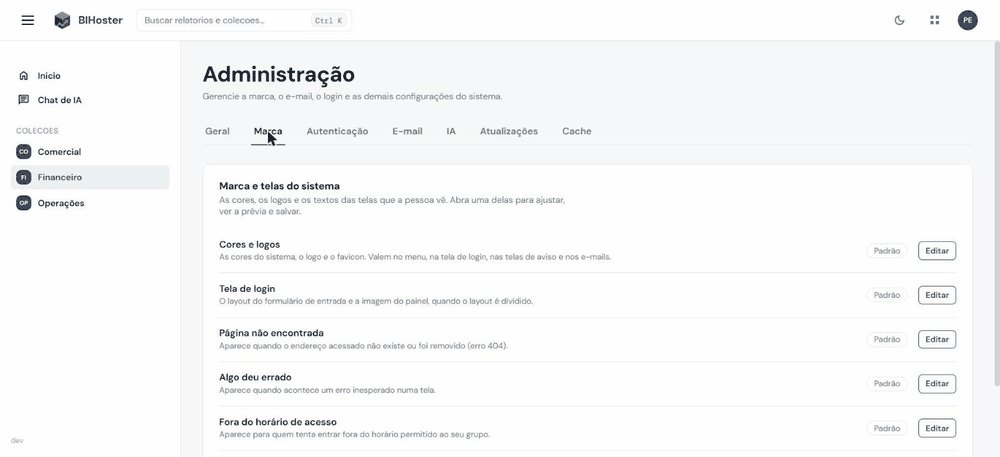 BIHoster
Buscar relatorios e colecoes...
Ctrl K
PE
Inicio
Chat de IA
COLECOES
CO Comercial
FI Financeiro
OP Operações
dev
Administração
Gerencie a marca, o e-mail, o login e as demais configurações do sistema.
Geral Marca Autenticação E-mail IA Atualizações Cache
Marca e telas do sistema
As cores, os logos e os textos das telas que a pessoa vê. Abra uma delas para ajustar,
ver a prévia e salvar.
Cores e logos
As cores do sistema, o logo e o favicon. Valem no menu, na tela de login, nas telas de aviso e nos e-mails.
Padrão Editar
Tela de login
O layout do formulário de entrada e a imagem do painel, quando o layout é dividido.
Padrão Editar
Página não encontrada
Aparece quando o endereço acessado não existe ou foi removido (erro 404).
Padrão Editar
Algo deu errado
Aparece quando acontece um erro inesperado numa tela.
Padrão Editar
Fora do horário de acesso
Aparece para quem tenta entrar fora do horário permitido ao seu grupo.
Padrão Editar